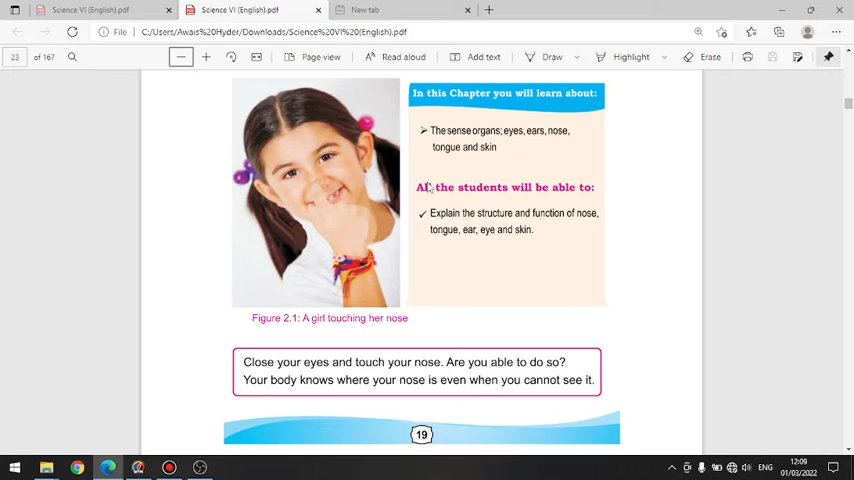 Science VI (English).pdf
Science VI (English).pdf
New tab
File
C:/Users/Awais%20Hyder/Downloads/Science%20VI(English).pdf
23 of 167
Page view
Read aloud
Add text
Draw
Highlight
Erase
In this Chapter you will learn about:
The sense organs; eyes, ears, nose,
tongue and skin
All the students will be able to:
Explain the structure and function of nose,
tongue, ear, eye and skin.
Figure 2.1: A girl touching her nose
Close your eyes and touch your nose. Are you able to do so?
Your body knows where your nose is even when you cannot see it.
19
ENG
12:09
01/03/2022